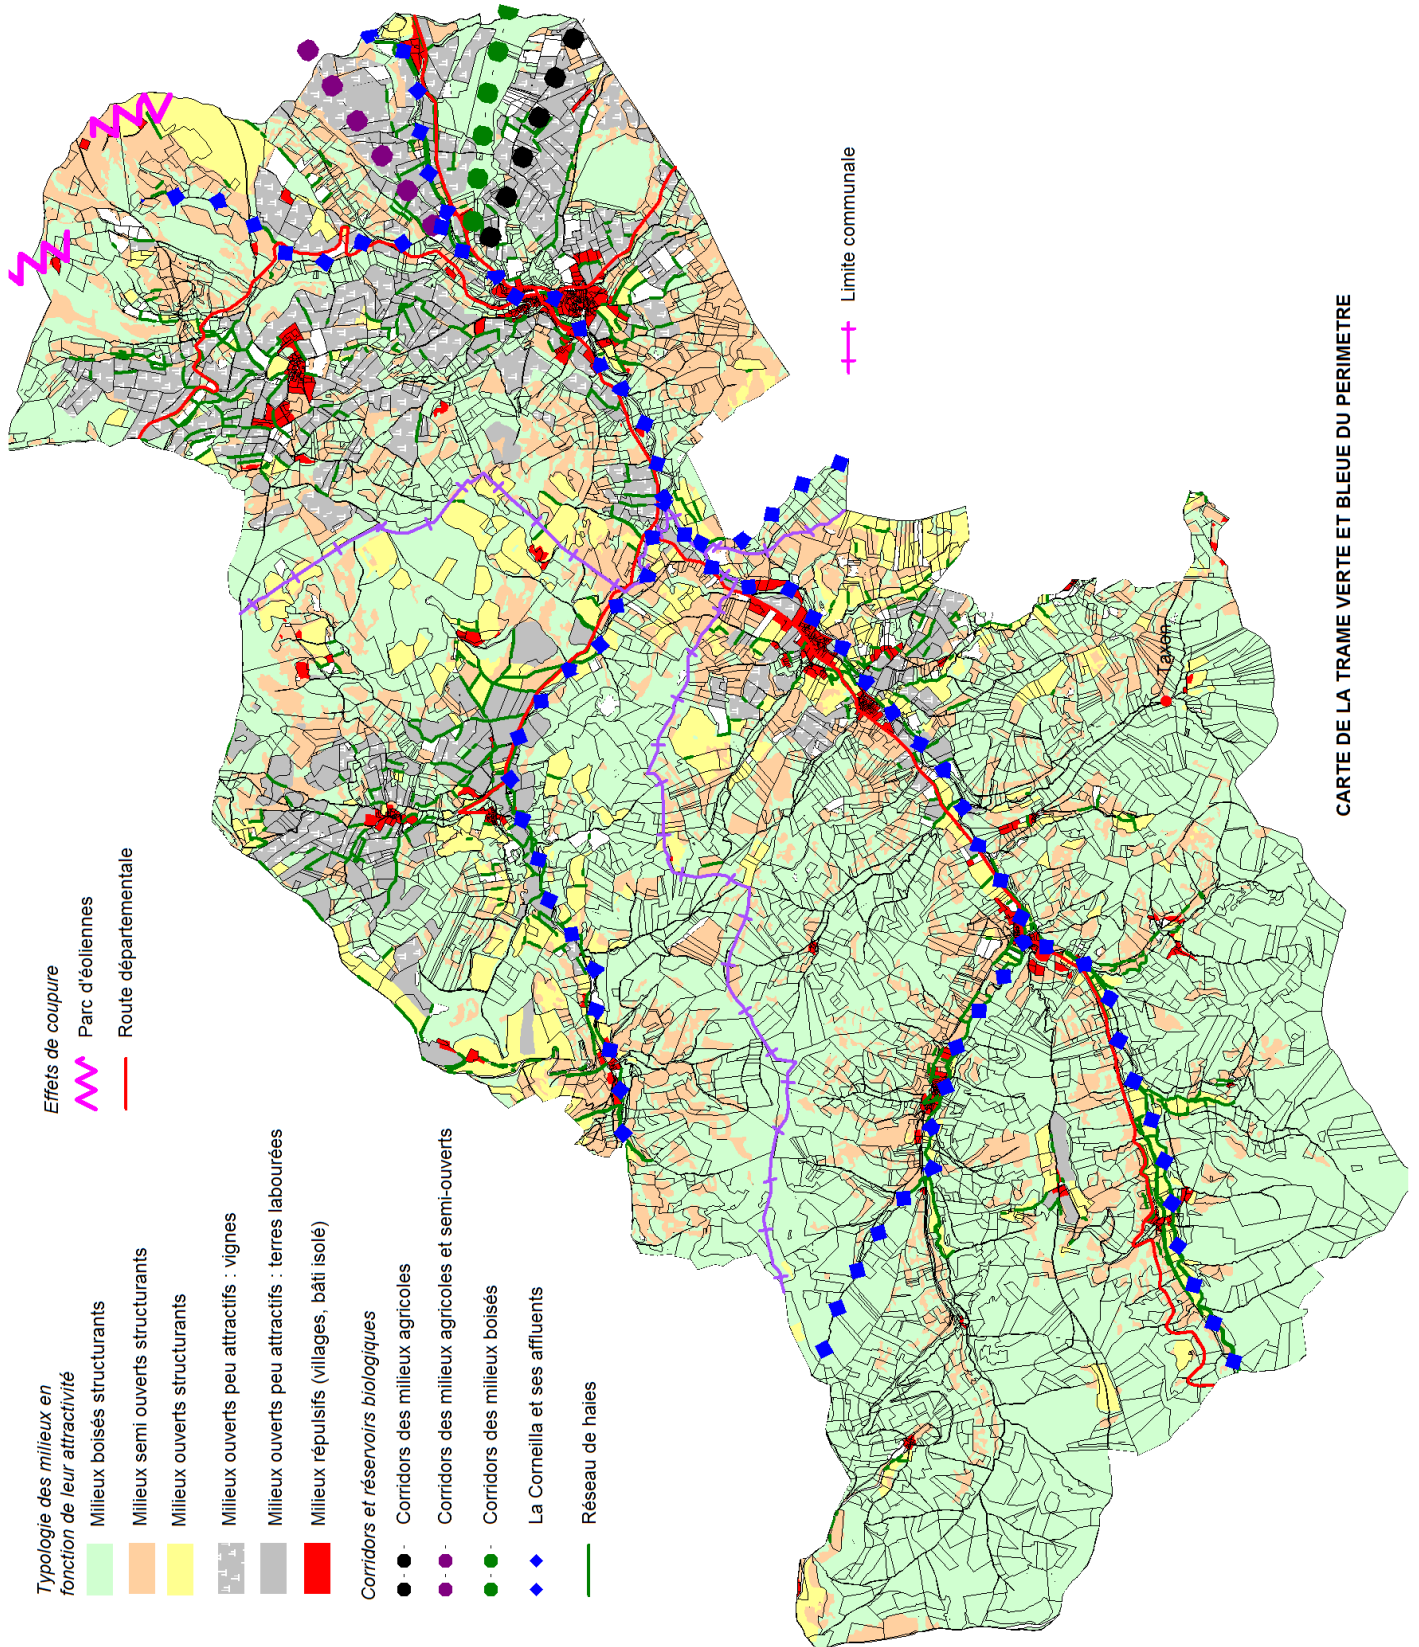 Typologie des milieux en
fonction de leur attractivité
Milieux boisés structurants
Milieux semi ouverts structurants
Milieux ouverts structurants
Milieux ouverts peu attractifs : vignes
Milieux ouverts peu attractifs : terres labourées
Milieux répulsifs (villages, bâti isolé)
Corridors et réservoirs biologiques
Corridors des milieux agricoles
Corridors des milieux agricoles et semi-ouverts
Corridors des milieux boisés
La Corneilla et ses affluents
Réseau de haies
Effets de coupure
Parc d'éoliennes
Route départementale
Limite communale
Taxen
CARTE DE LA TRAME VERTE ET BLEUE DU PERIMETRE